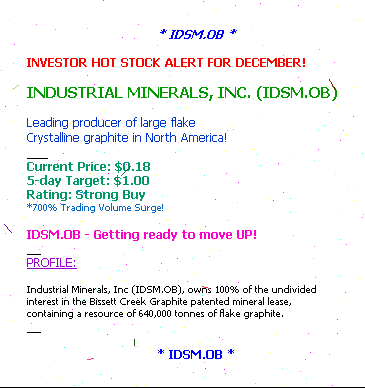 * IDSM.OB *
INVESTOR HOT STOCK ALERT FOR DECEMBER!
INDUSTRIAL MINERALS, INC. (IDSM.OB)
Leading producer of large flake
Crystalline graphite in North America!
Current Price: $0.18
5-day Target: $1.00
Rating: Strong Buy
*700% Trading Volume Surge!
IDSM.OB - Getting ready to move UP!
PROFILE:
Industrial Minerals, Inc (IDSM.OB), owns 100% of the undivided
interest in the Bissett Creek Graphite patented mineral lease,
containing a resource of 640,000 tonnes of flake graphite.
* IDSM.OB *